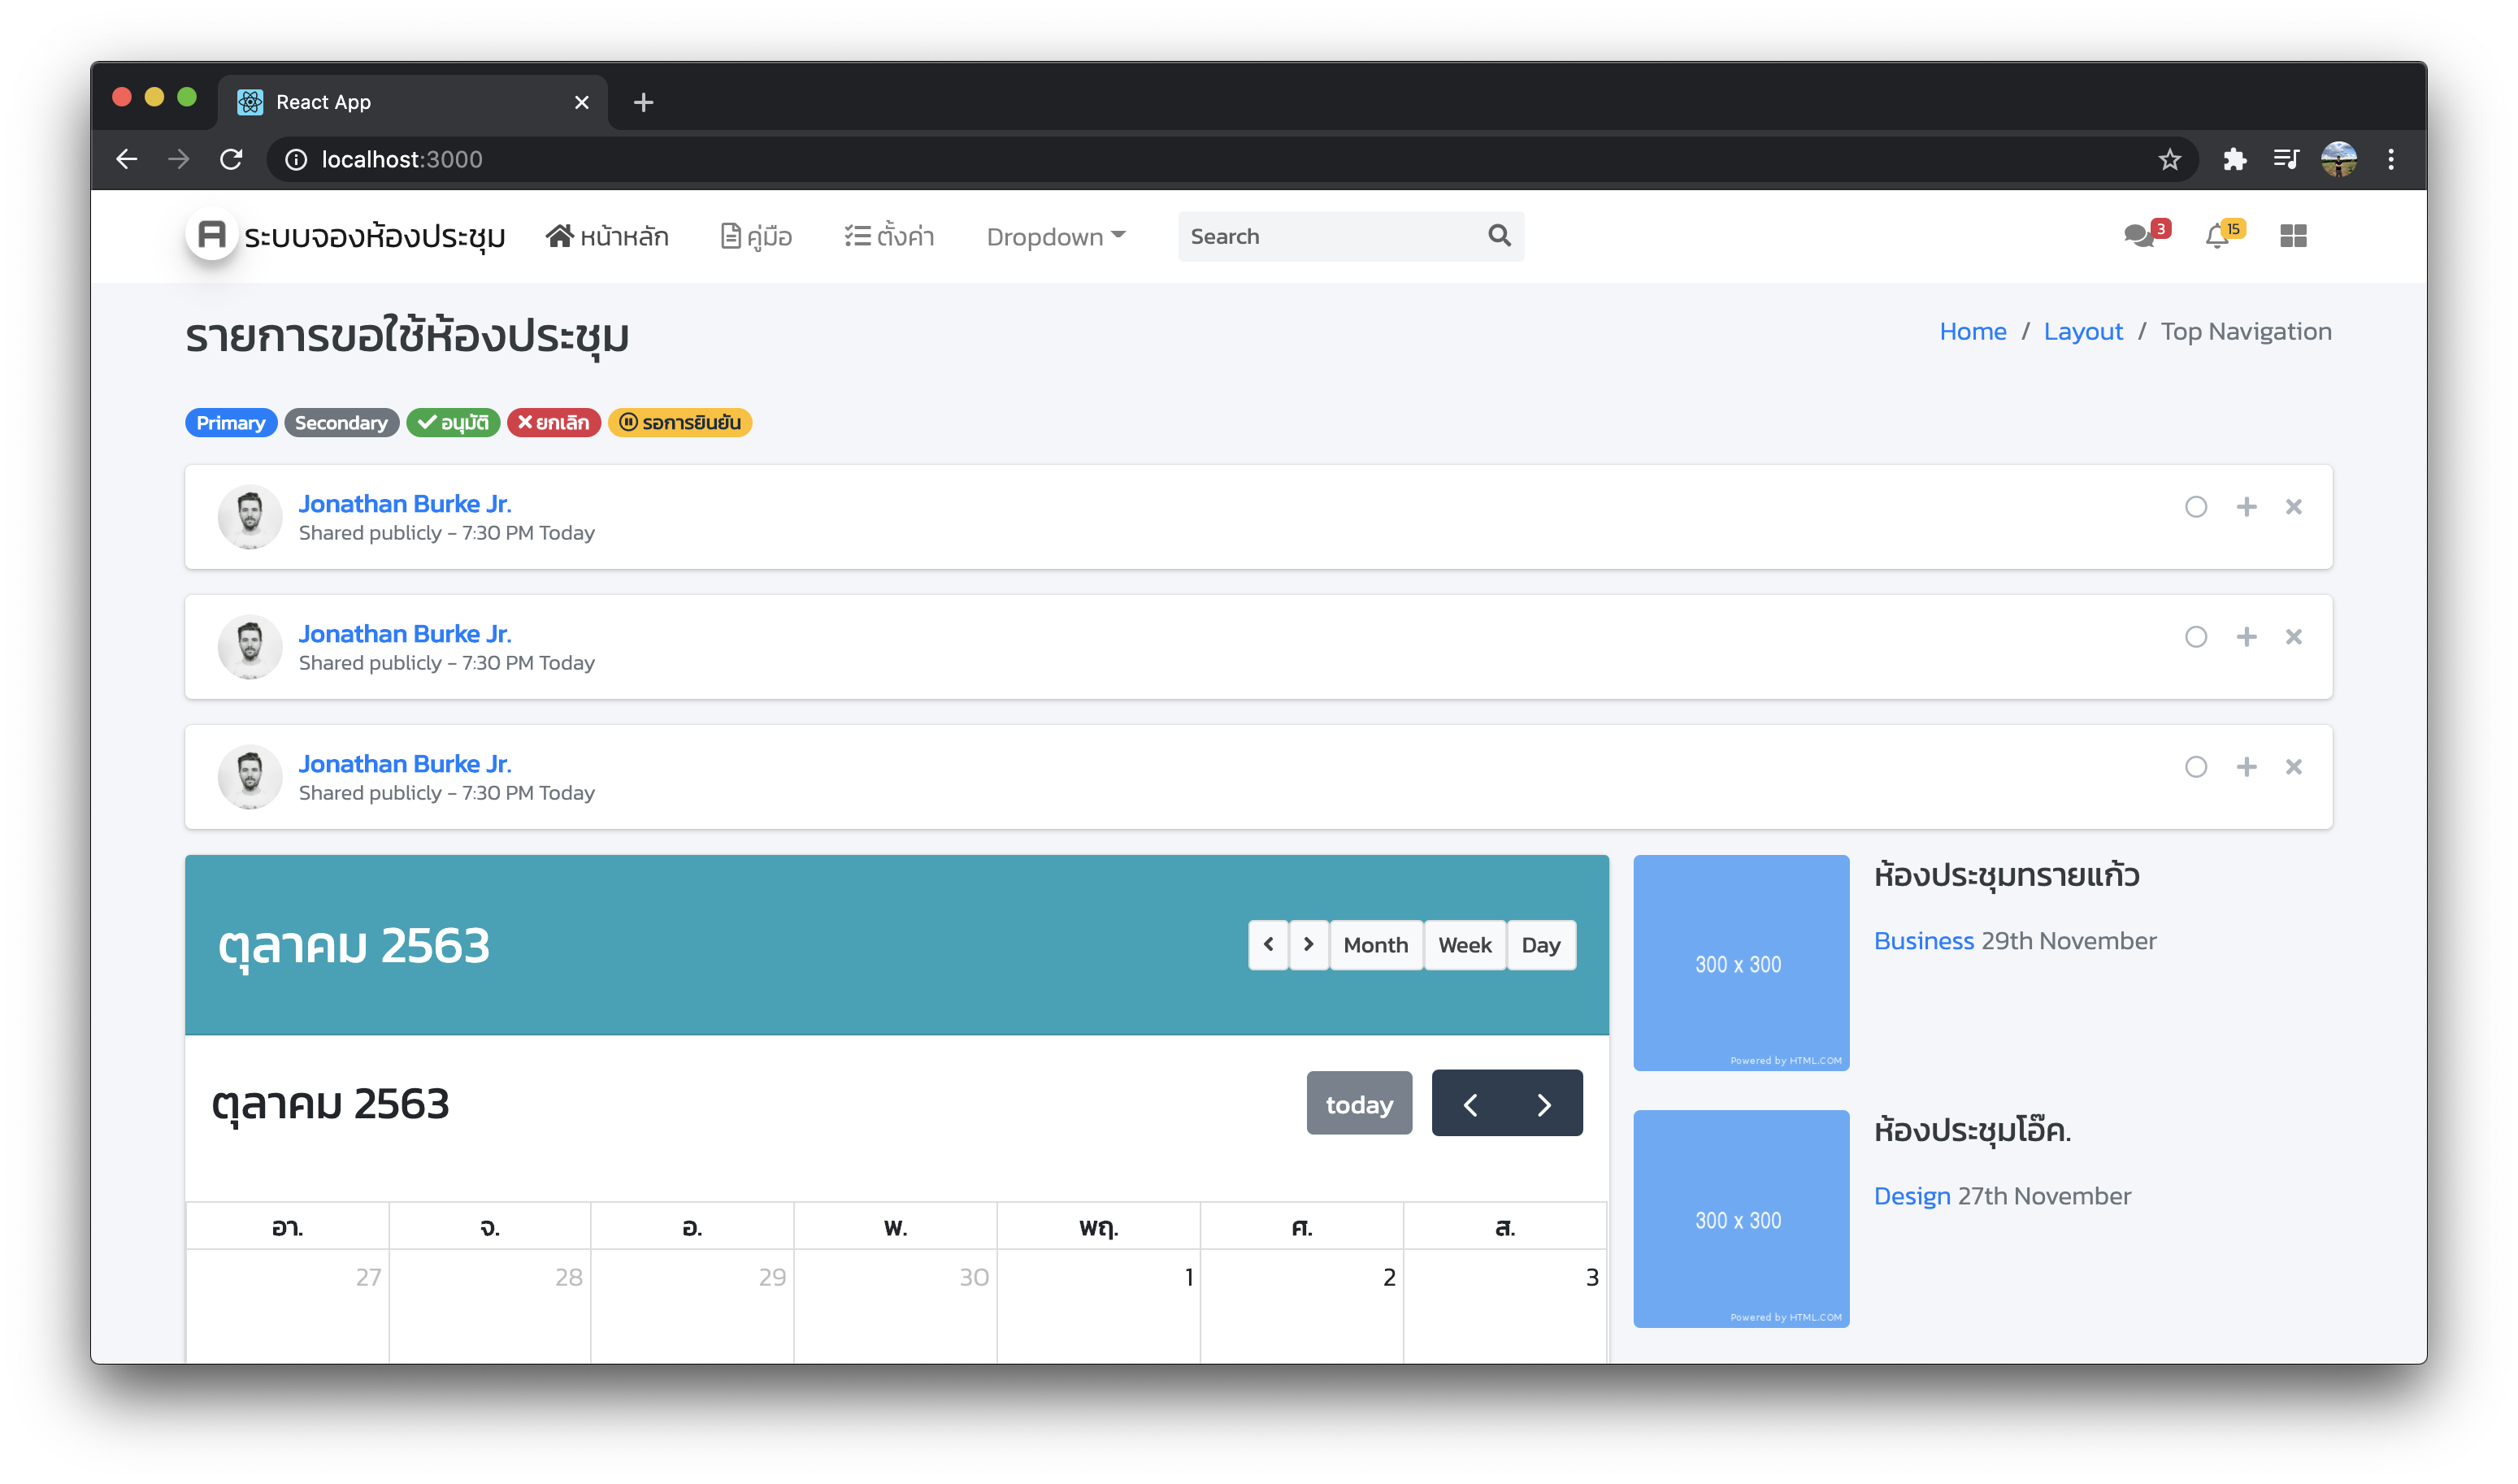 React App
localhost:3000
A ระบบจองห้องประชุม หน้าหลัก คู่มือ ตั้งค่า Dropdown Search 3 15
รายการขอใช้ห้องประชุม
Home / Layout / Top Navigation
Primary Secondary อนุมัติ ยกเลิก รอการยินยัน
Jonathan Burke Jr.
Shared publicly - 7:30 PM Today
Jonathan Burke Jr.
Shared publicly - 7:30 PM Today
Jonathan Burke Jr.
Shared publicly - 7:30 PM Today
ตุลาคม 2563
Month Week Day
ตุลาคม 2563
today
อา. จ. อ. พ. พฤ. ศ. ส.
27 28 29 30 1 2 3
300 x 300
Powered by HTML.COM
ห้องประชุมทรายแก้ว
Business 29th November
300 x 300
Powered by HTML.COM
ห้องประชุมโอ๊ค.
Design 27th November